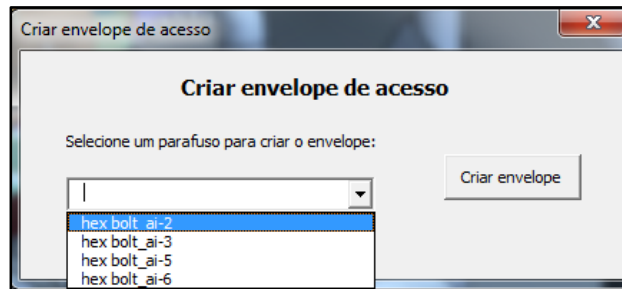 Criar envelope de acesso
Criar envelope de acesso
Selecione um parafuso para criar o envelope:
Criar envelope
hex bolt_ai-2
hex bolt_ai-3
hex bolt_ai-5
hex bolt_ai-6